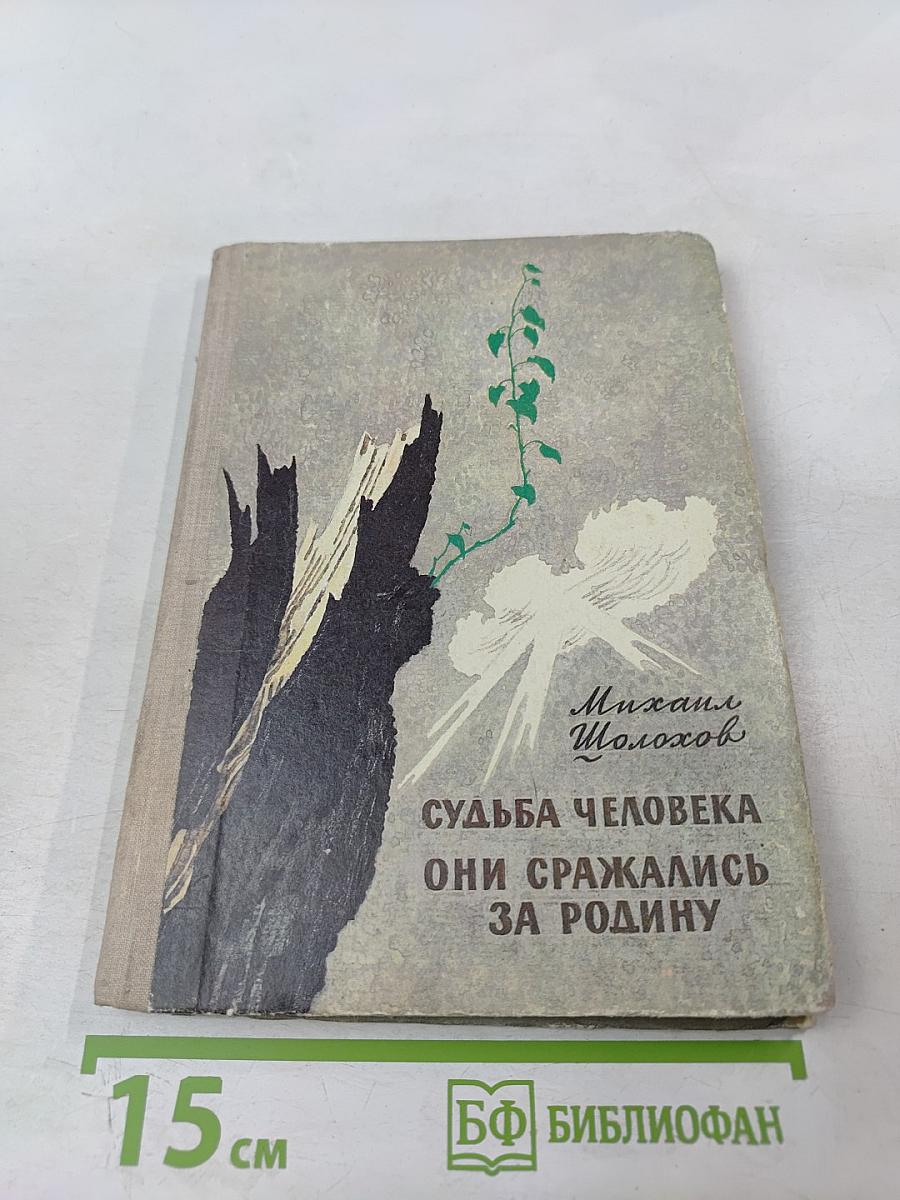 Михаил
Шолохов
СУДЬБА ЧЕЛОВЕКА
ОНИ СРАЖАЛИСЬ
ЗА РОДИНУ
15 см
БФ БИБЛИОФАН